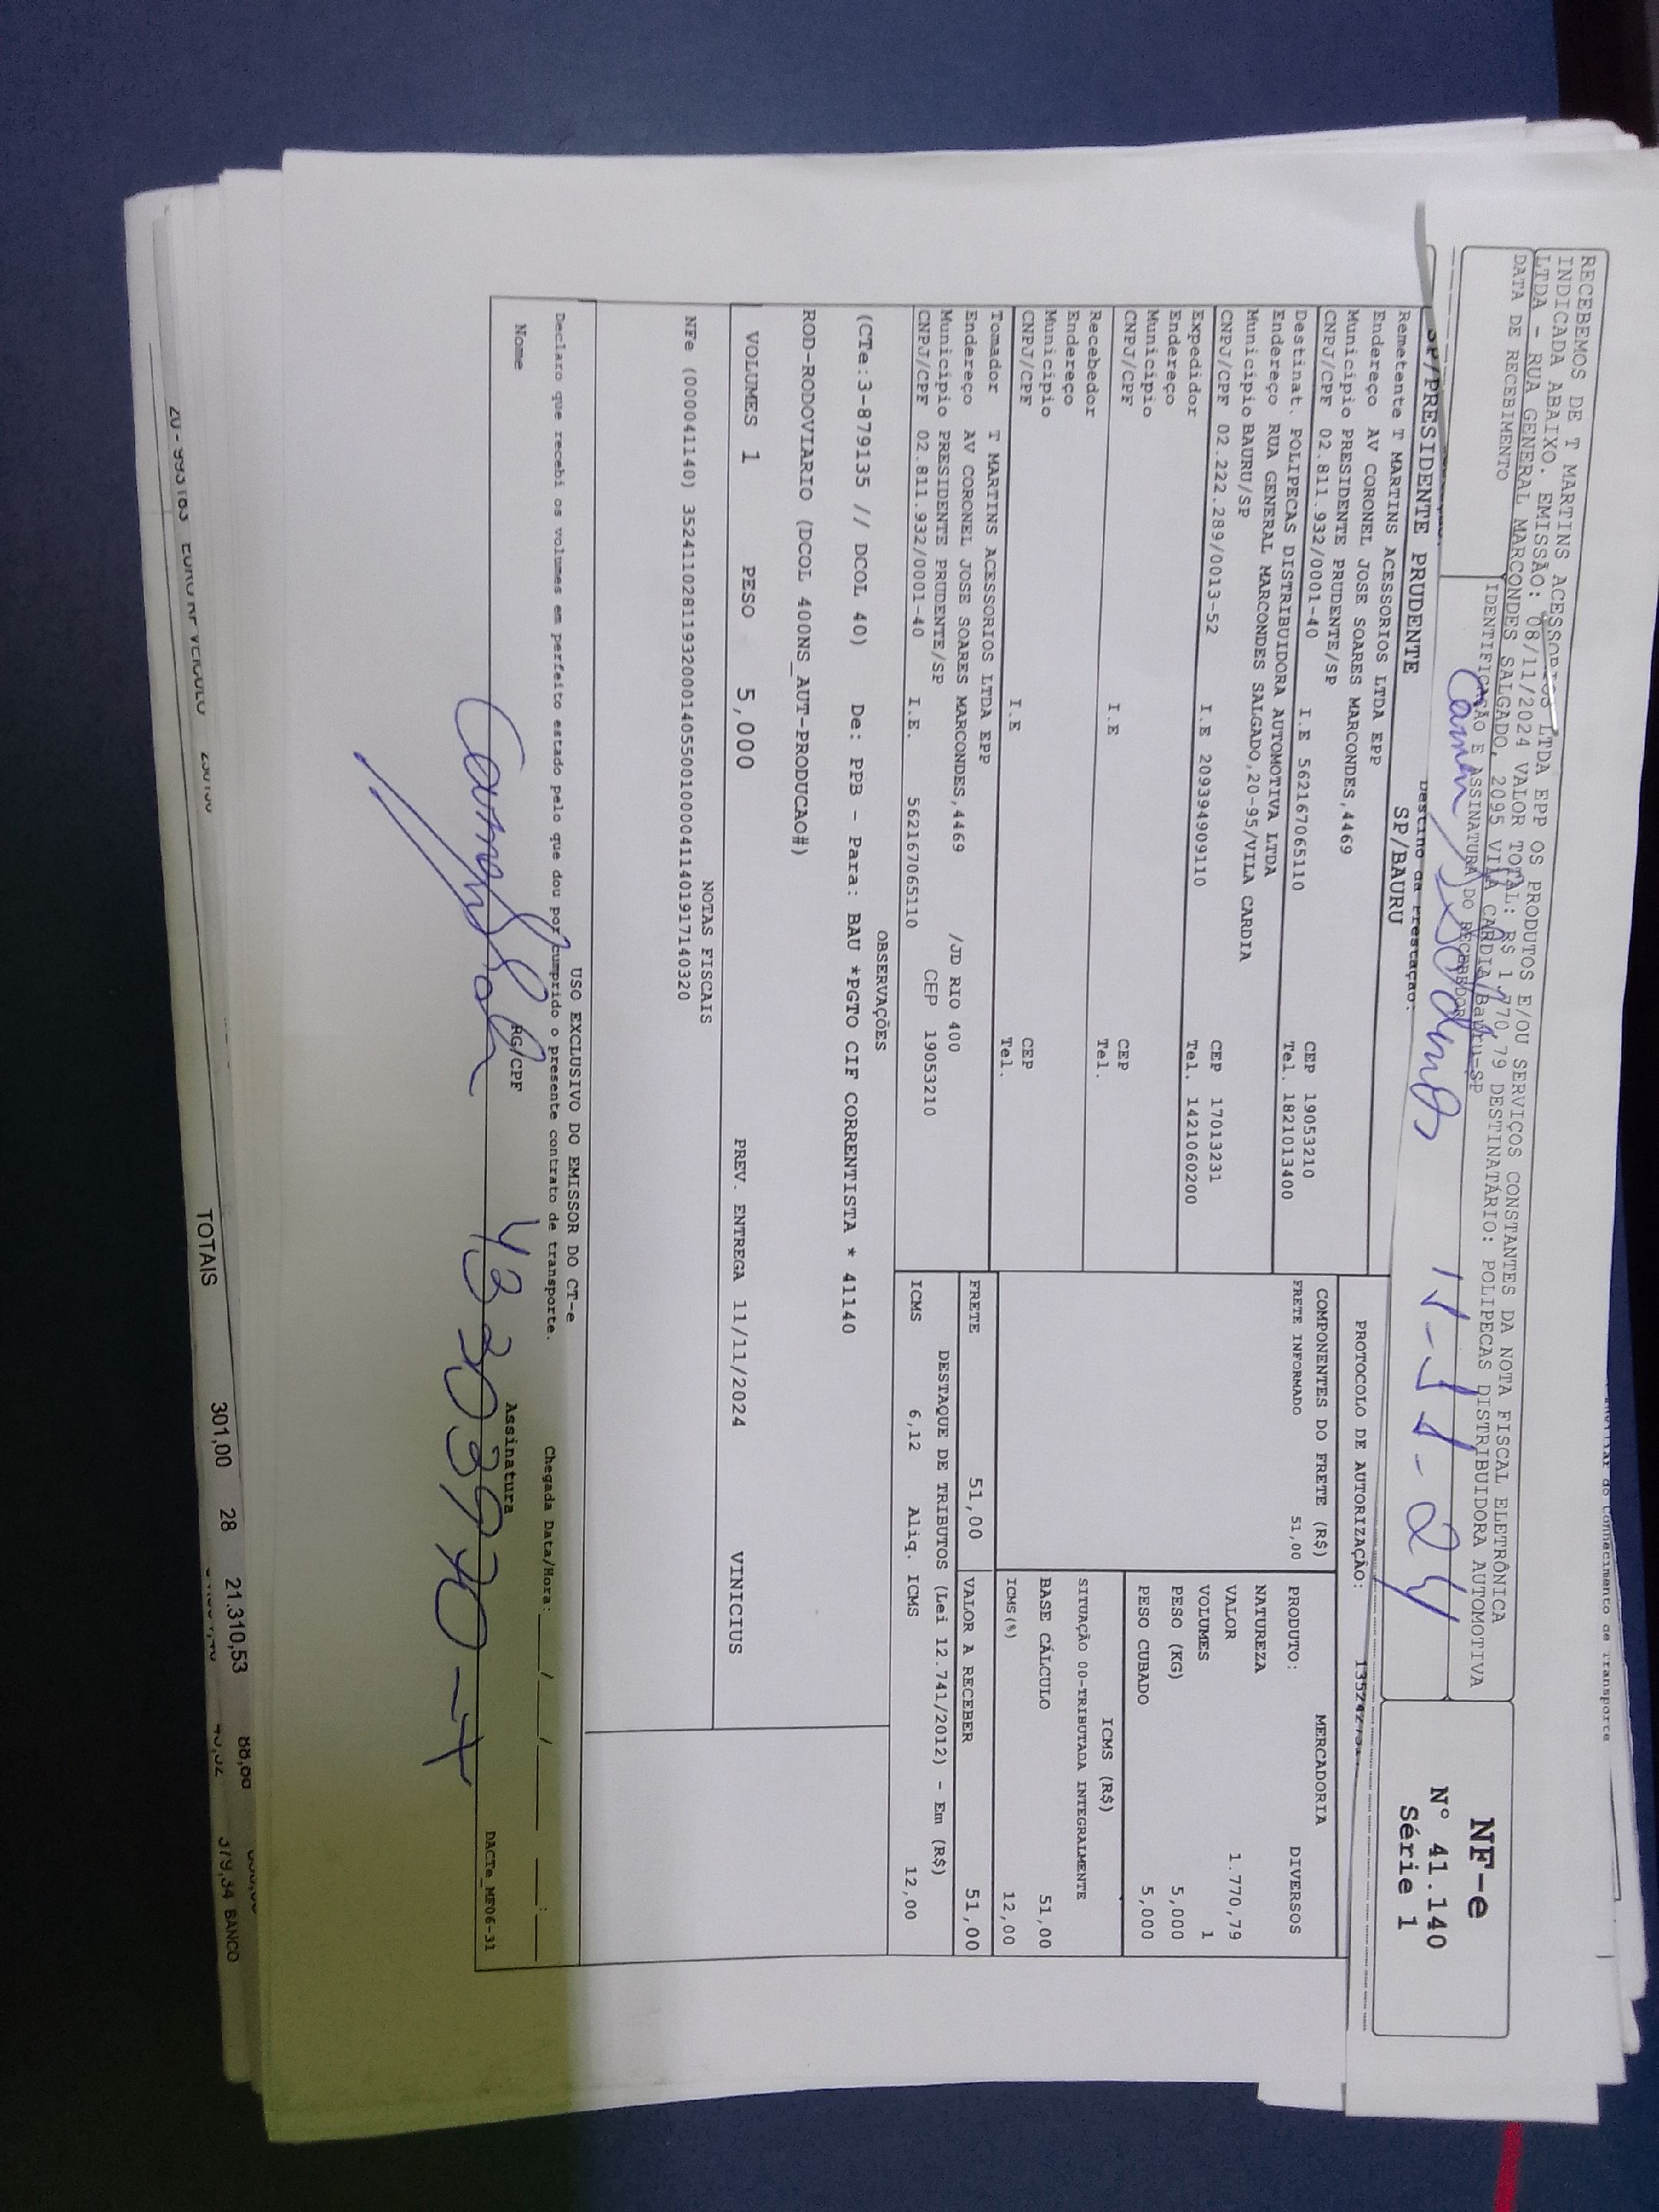 RECEBEMOS DE T MARTINS ACESSORIOS LTDA EPP OS PRODUTOS E/OU SERVIÇOS CONSTANTES DA NOTA FISCAL ELETRÔNICA
INDICADA ABAIXO. EMISSÃO: 08/11/2024 VALOR TOTAL: R$ 1.770,79 DESTINATÁRIO: POLIPECAS DISTRIBUIDORA AUTOMOTIVA
LTDA - RUA GENERAL MARCONDES SALGADO, 2095 VILA CARDIA Bauru-SP
DATA DE RECEBIMENTO
IDENTIFICAÇÃO E ASSINATURA DO RECEBEDOR
11-11-24
NF-e
Nº 41.140
Série 1
SP/PRESIDENTE PRUDENTE
Destino da Prestação:
SP/BAURU
PROTOCOLO DE AUTORIZAÇÃO:
Remetente T MARTINS ACESSORIOS LTDA EPP
Endereço AV CORONEL JOSE SOARES MARCONDES,4469
Município PRESIDENTE PRUDENTE/SP CEP 19053210
CNPJ/CPF 02.811.932/0001-40 I.E 562167065110 Tel. 1821013400
Destinat. POLIPECAS DISTRIBUIDORA AUTOMOTIVA LTDA
Endereço RUA GENERAL MARCONDES SALGADO,20-95/VILA CARDIA
Município BAURU/SP CEP 17013231
CNPJ/CPF 02.222.289/0013-52 I.E 209394909110 Tel. 1421060200
Expedidor
Endereço
Município CEP
CNPJ/CPF I.E Tel.
Recebedor
Endereço
Município CEP
CNPJ/CPF I.E Tel.
Tomador T MARTINS ACESSORIOS LTDA EPP
Endereço AV CORONEL JOSE SOARES MARCONDES,4469 /JD RIO 400
Município PRESIDENTE PRUDENTE/SP CEP 19053210
CNPJ/CPF 02.811.932/0001-40 I.E. 562167065110
COMPONENTES DO FRETE (R$)
FRETE INFORMADO 51,00
MERCADORIA
PRODUTO: DIVERSOS
NATUREZA
VALOR 1.770,79
VOLUMES 1
PESO (KG) 5,000
PESO CUBADO 5,000
ICMS (R$)
SITUAÇÃO 00-TRIBUTADA INTEGRALMENTE
BASE CÁLCULO 51,00
ICMS(%) 12,00
FRETE 51,00 VALOR A RECEBER 51,00
DESTAQUE DE TRIBUTOS (Lei 12.741/2012) - Em (R$)
ICMS 6,12 Aliq. ICMS 12,00
OBSERVAÇÕES
(CTe:3-879135 // DCOL 40) De: PPB - Para: BAU *PGTO CIF CORRENTISTA * 41140
ROD-RODOVIARIO (DCOL 400NS_AUT-PRODUCAO#)
VOLUMES 1 PESO 5,000 PREV. ENTREGA 11/11/2024 VINICIUS
NOTAS FISCAIS
NFe (000041140) 35241102811932000140550010000411401917140320
USO EXCLUSIVO DO EMISSOR DO CT-e
Declaro que recebi os volumes em perfeito estado pelo que dou por cumprido o presente contrato de transporte. Chegada Data/Hora:____/____/______ ____:____
Nome RG/CPF Assinatura
DACTe_MF06-31
TOTAIS 301,00 28 21.310,53
379,34 BANCO